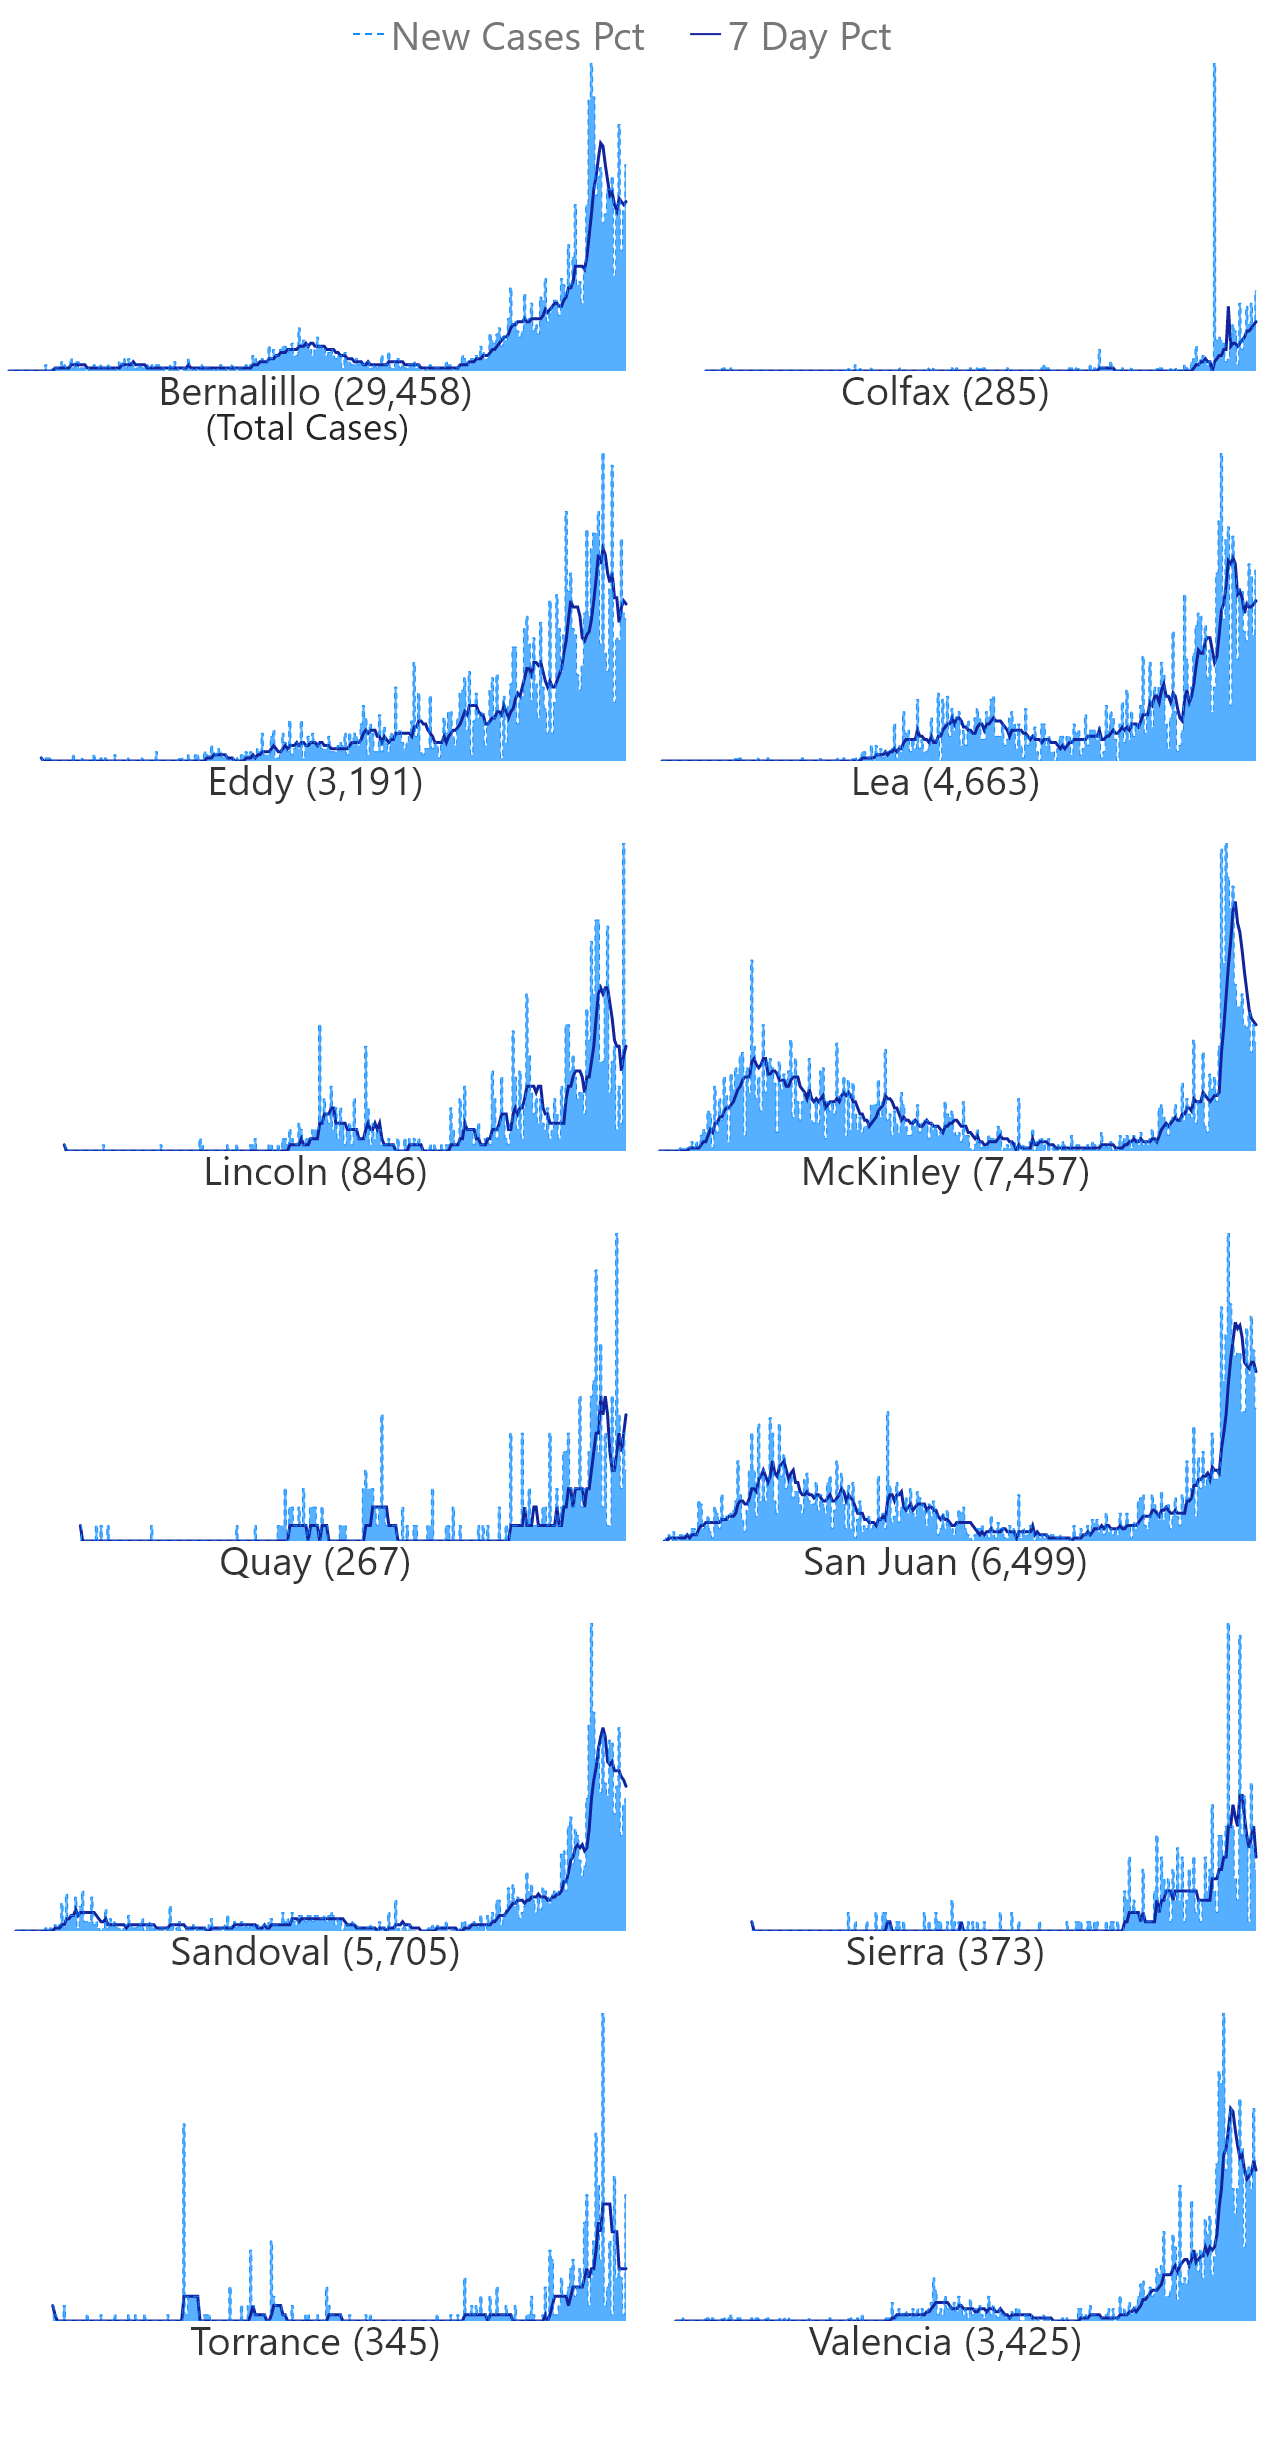 New Cases Pct 7 Day Pct
Bernalillo (29,458) Colfax (285)
(Total Cases)
Eddy (3,191) Lea (4,663)
Lincoln (846) McKinley (7,457)
Quay (267) San Juan (6,499)
Sandoval (5,705) Sierra (373)
Torrance (345) Valencia (3,425)